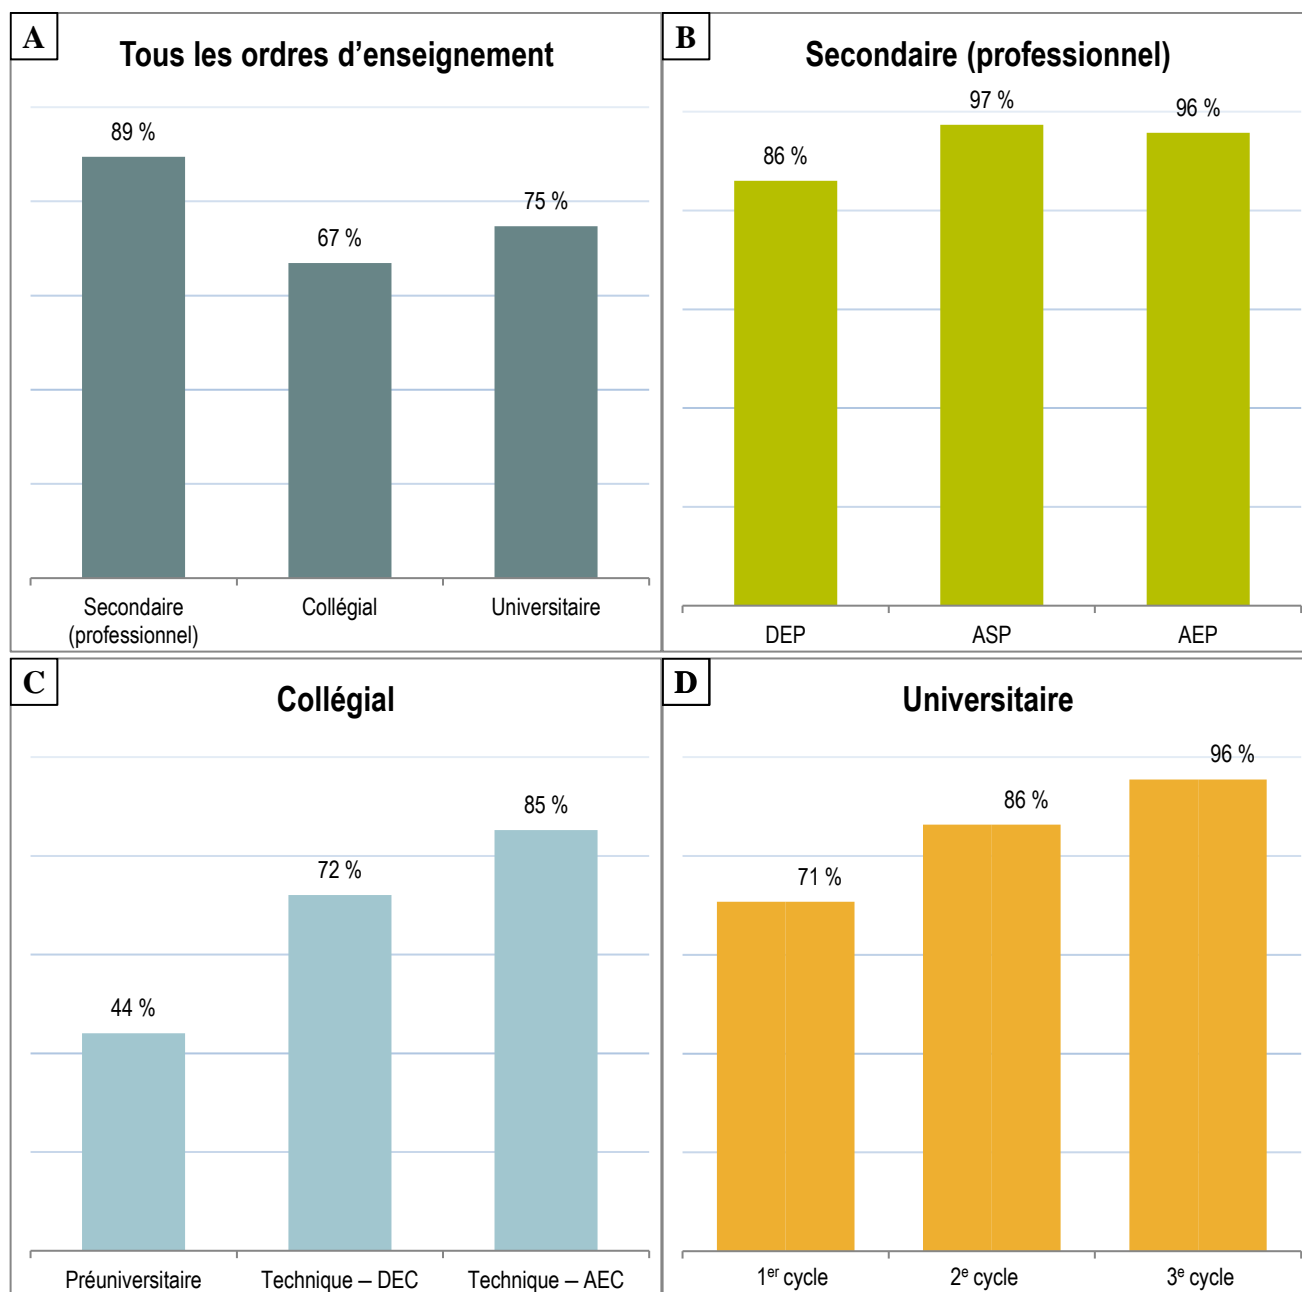 A
Tous les ordres d'enseignement
89 %
67 %
75 %
Secondaire
(professionnel)
Collégial
Universitaire
B
Secondaire (professionnel)
86 %
97 %
96 %
DEP
ASP
AEP
C
Collégial
44 %
72 %
85 %
Préuniversitaire
Technique – DEC
Technique – AEC
D
Universitaire
71 %
86 %
96 %
1er cycle
2e cycle
3e cycle